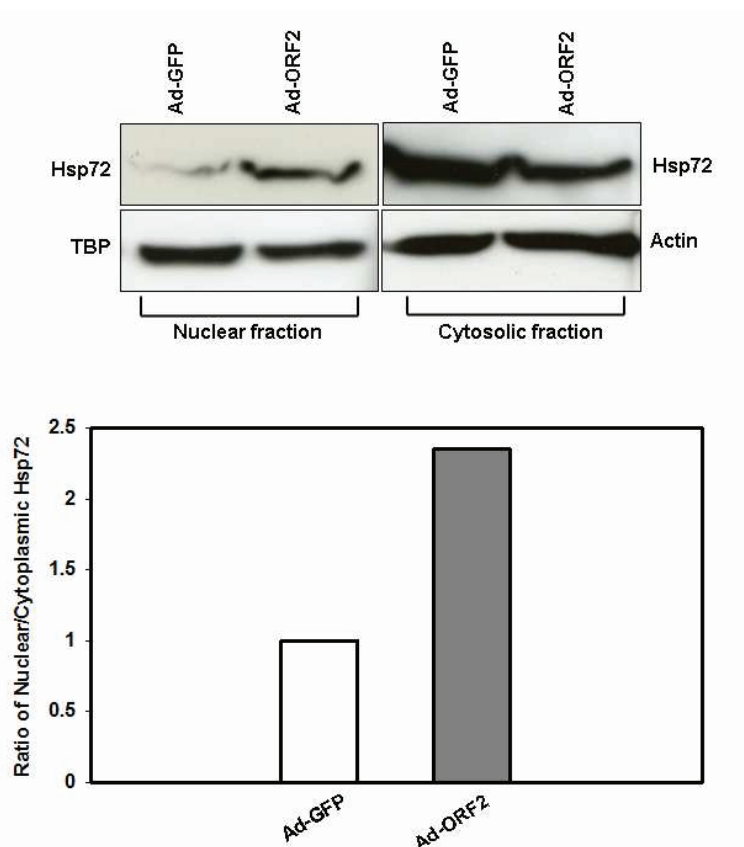 Ad-GFP
Ad-ORF2
Ad-GFP
Ad-ORF2
Hsp72
Hsp72
TBP
Actin
Nuclear fraction
Cytosolic fraction
Ratio of Nuclear/Cytoplasmic Hsp72
2.5
2
1.5
1
0.5
0
Ad-GFP
Ad-ORF2